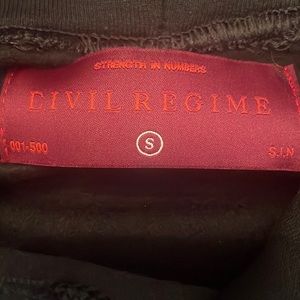 STRENGTH IN NUMBERS
CIVIL REGIME
S
001-500
S.I.N